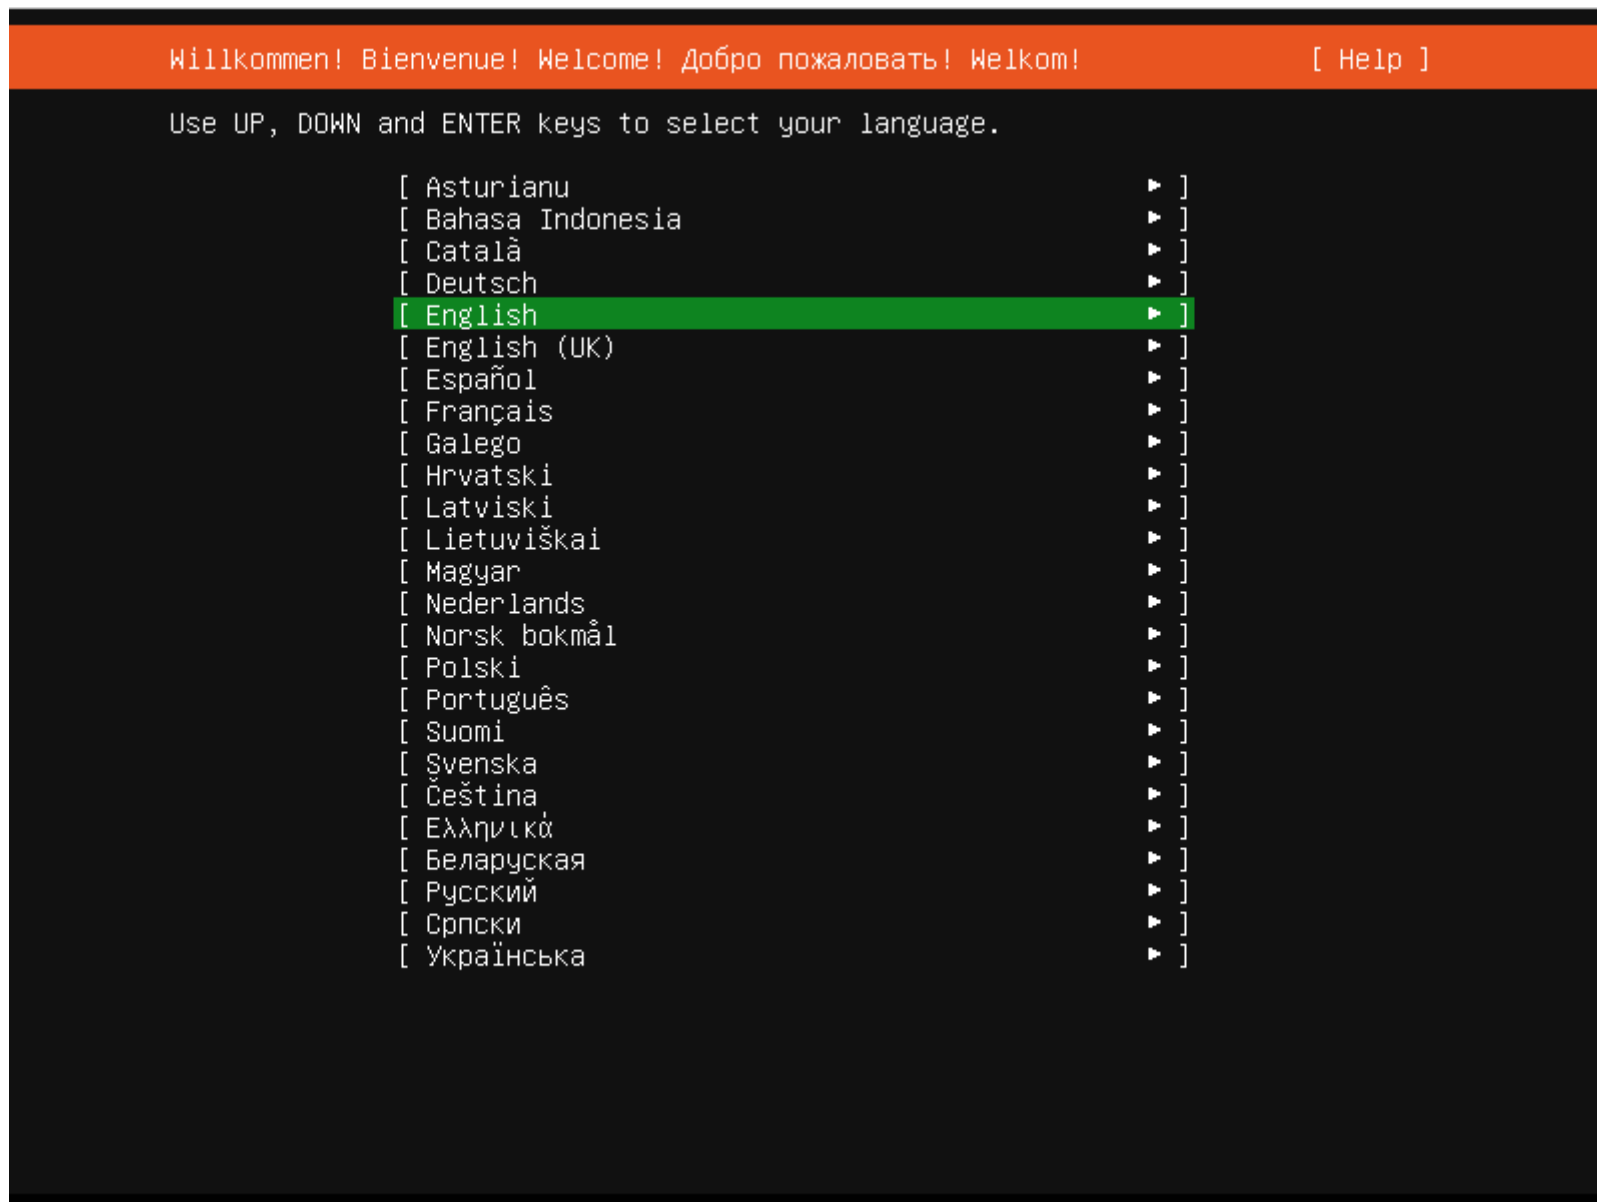 Willkommen! Bienvenue! Welcome! Добро пожаловать! Welkom! [ Help ]
Use UP, DOWN and ENTER keys to select your language.
[ Asturianu ► ]
[ Bahasa Indonesia ► ]
[ Català ► ]
[ Deutsch ► ]
[ English ► ]
[ English (UK) ► ]
[ Español ► ]
[ Français ► ]
[ Galego ► ]
[ Hrvatski ► ]
[ Latviski ► ]
[ Lietuviškai ► ]
[ Magyar ► ]
[ Nederlands ► ]
[ Norsk bokmål ► ]
[ Polski ► ]
[ Português ► ]
[ Suomi ► ]
[ Svenska ► ]
[ Čeština ► ]
[ Ελληνικά ► ]
[ Беларуская ► ]
[ Русский ► ]
[ Српски ► ]
[ Українська ► ]